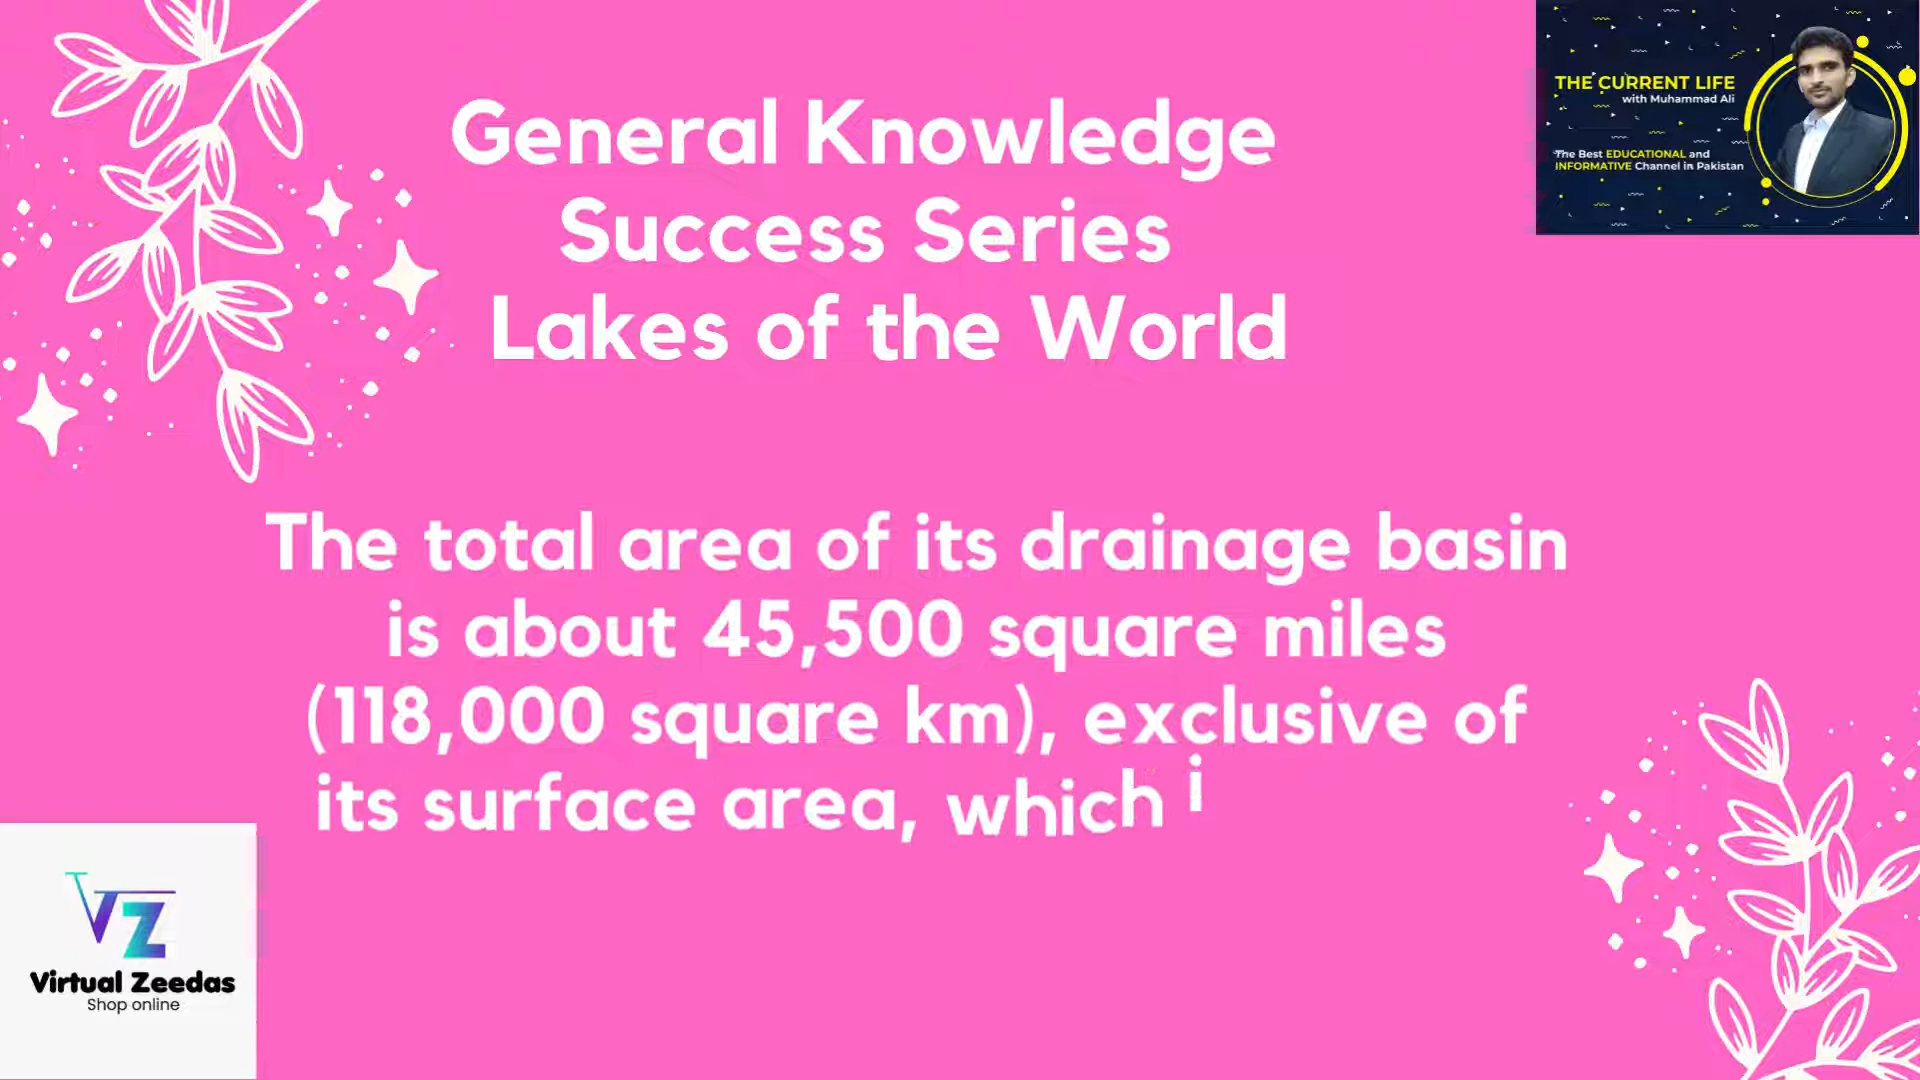 General Knowledge
Success Series
Lakes of the World
THE CURRENT LIFE
with Muhammad Ali
The Best EDUCATIONAL and
INFORMATIVE Channel in Pakistan
The total area of its drainage basin
is about 45,500 square miles
(118,000 square km), exclusive of
its surface area, which i
VZ
Virtual Zeedas
Shop online